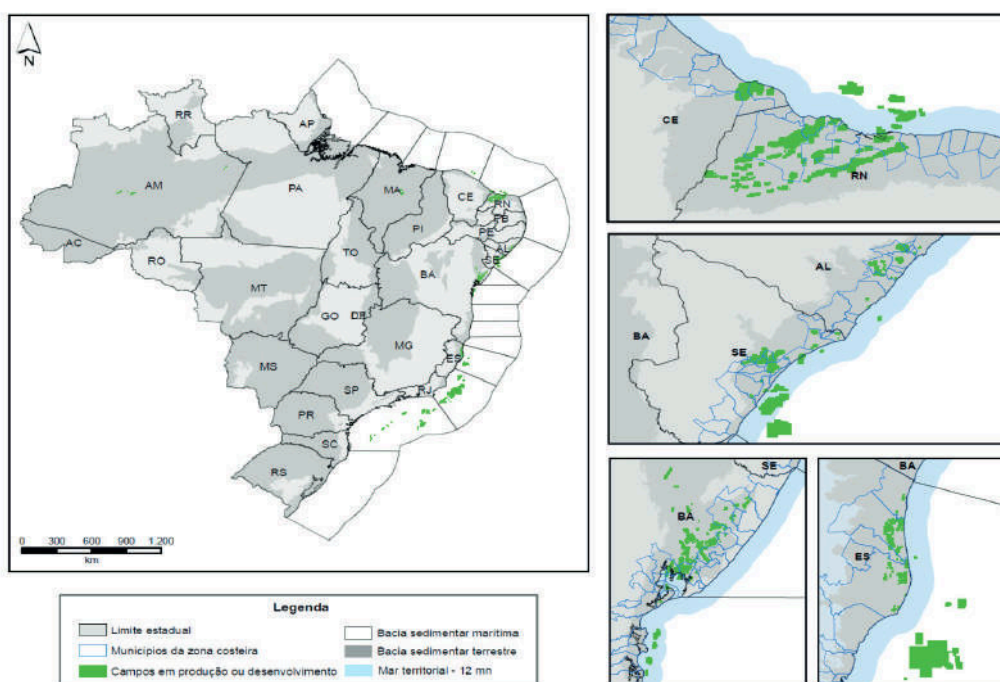 N
RR
AP
AM
PA
MA
CE
RN
PB
PE
PI
AL
SE
AC
TO
RO
BA
MT
GO
DF
MG
ES
MS
SP
RJ
PR
SC
RS
0 300 600 900 1.200
km
CE
RN
AL
BA
SE
SE
BA
BA
ES
Legenda
Limite estadual
Municípios da zona costeira
Campos em produção ou desenvolvimento
Bacia sedimentar marítima
Bacia sedimentar terrestre
Mar territorial - 12 mn